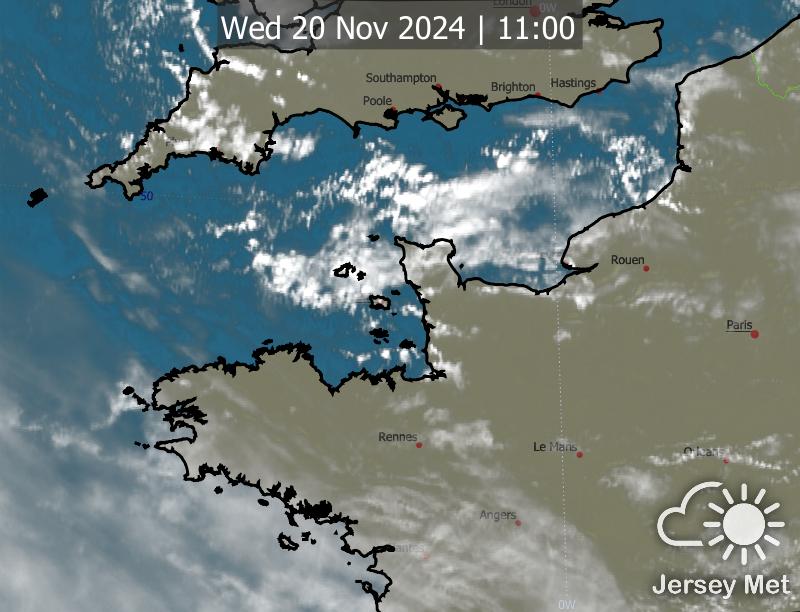 London
0W
Wed 20 Nov 2024 | 11:00
Southampton
Brighton
Hastings
Poole
50
Rouen
Paris
Rennes
Le Mans
Orleans
Angers
Nantes
Jersey Met
0W